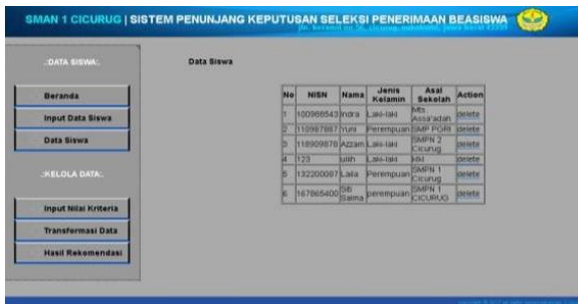 SMAN 1 CICURUG | SISTEM PENUNJANG KEPUTUSAN SELEKSI PENERIMAAN BEASISWA
.:DATA SISWA:.
Beranda
Input Data Siswa
Data Siswa
.:KELOLA DATA:.
Input Nilai Kriteria
Transformasi Data
Hasil Rekomendasi
Data Siswa
No NISN Nama Jenis Kelamin Asal Sekolah Action
1 100986543 Indra Laki-laki Mts. Assa'adah delete
2 110987887 Yuni Perempuan SMP PGRI delete
3 118909876 Azzam Laki-laki SMPN 2 Cicurug delete
4 123 ulih Laki-laki delete
5 132200087 Laila Perempuan SMPN 1 Cicurug delete
6 167865400 Siti Salma perempuan SMPN 1 CICURUG delete